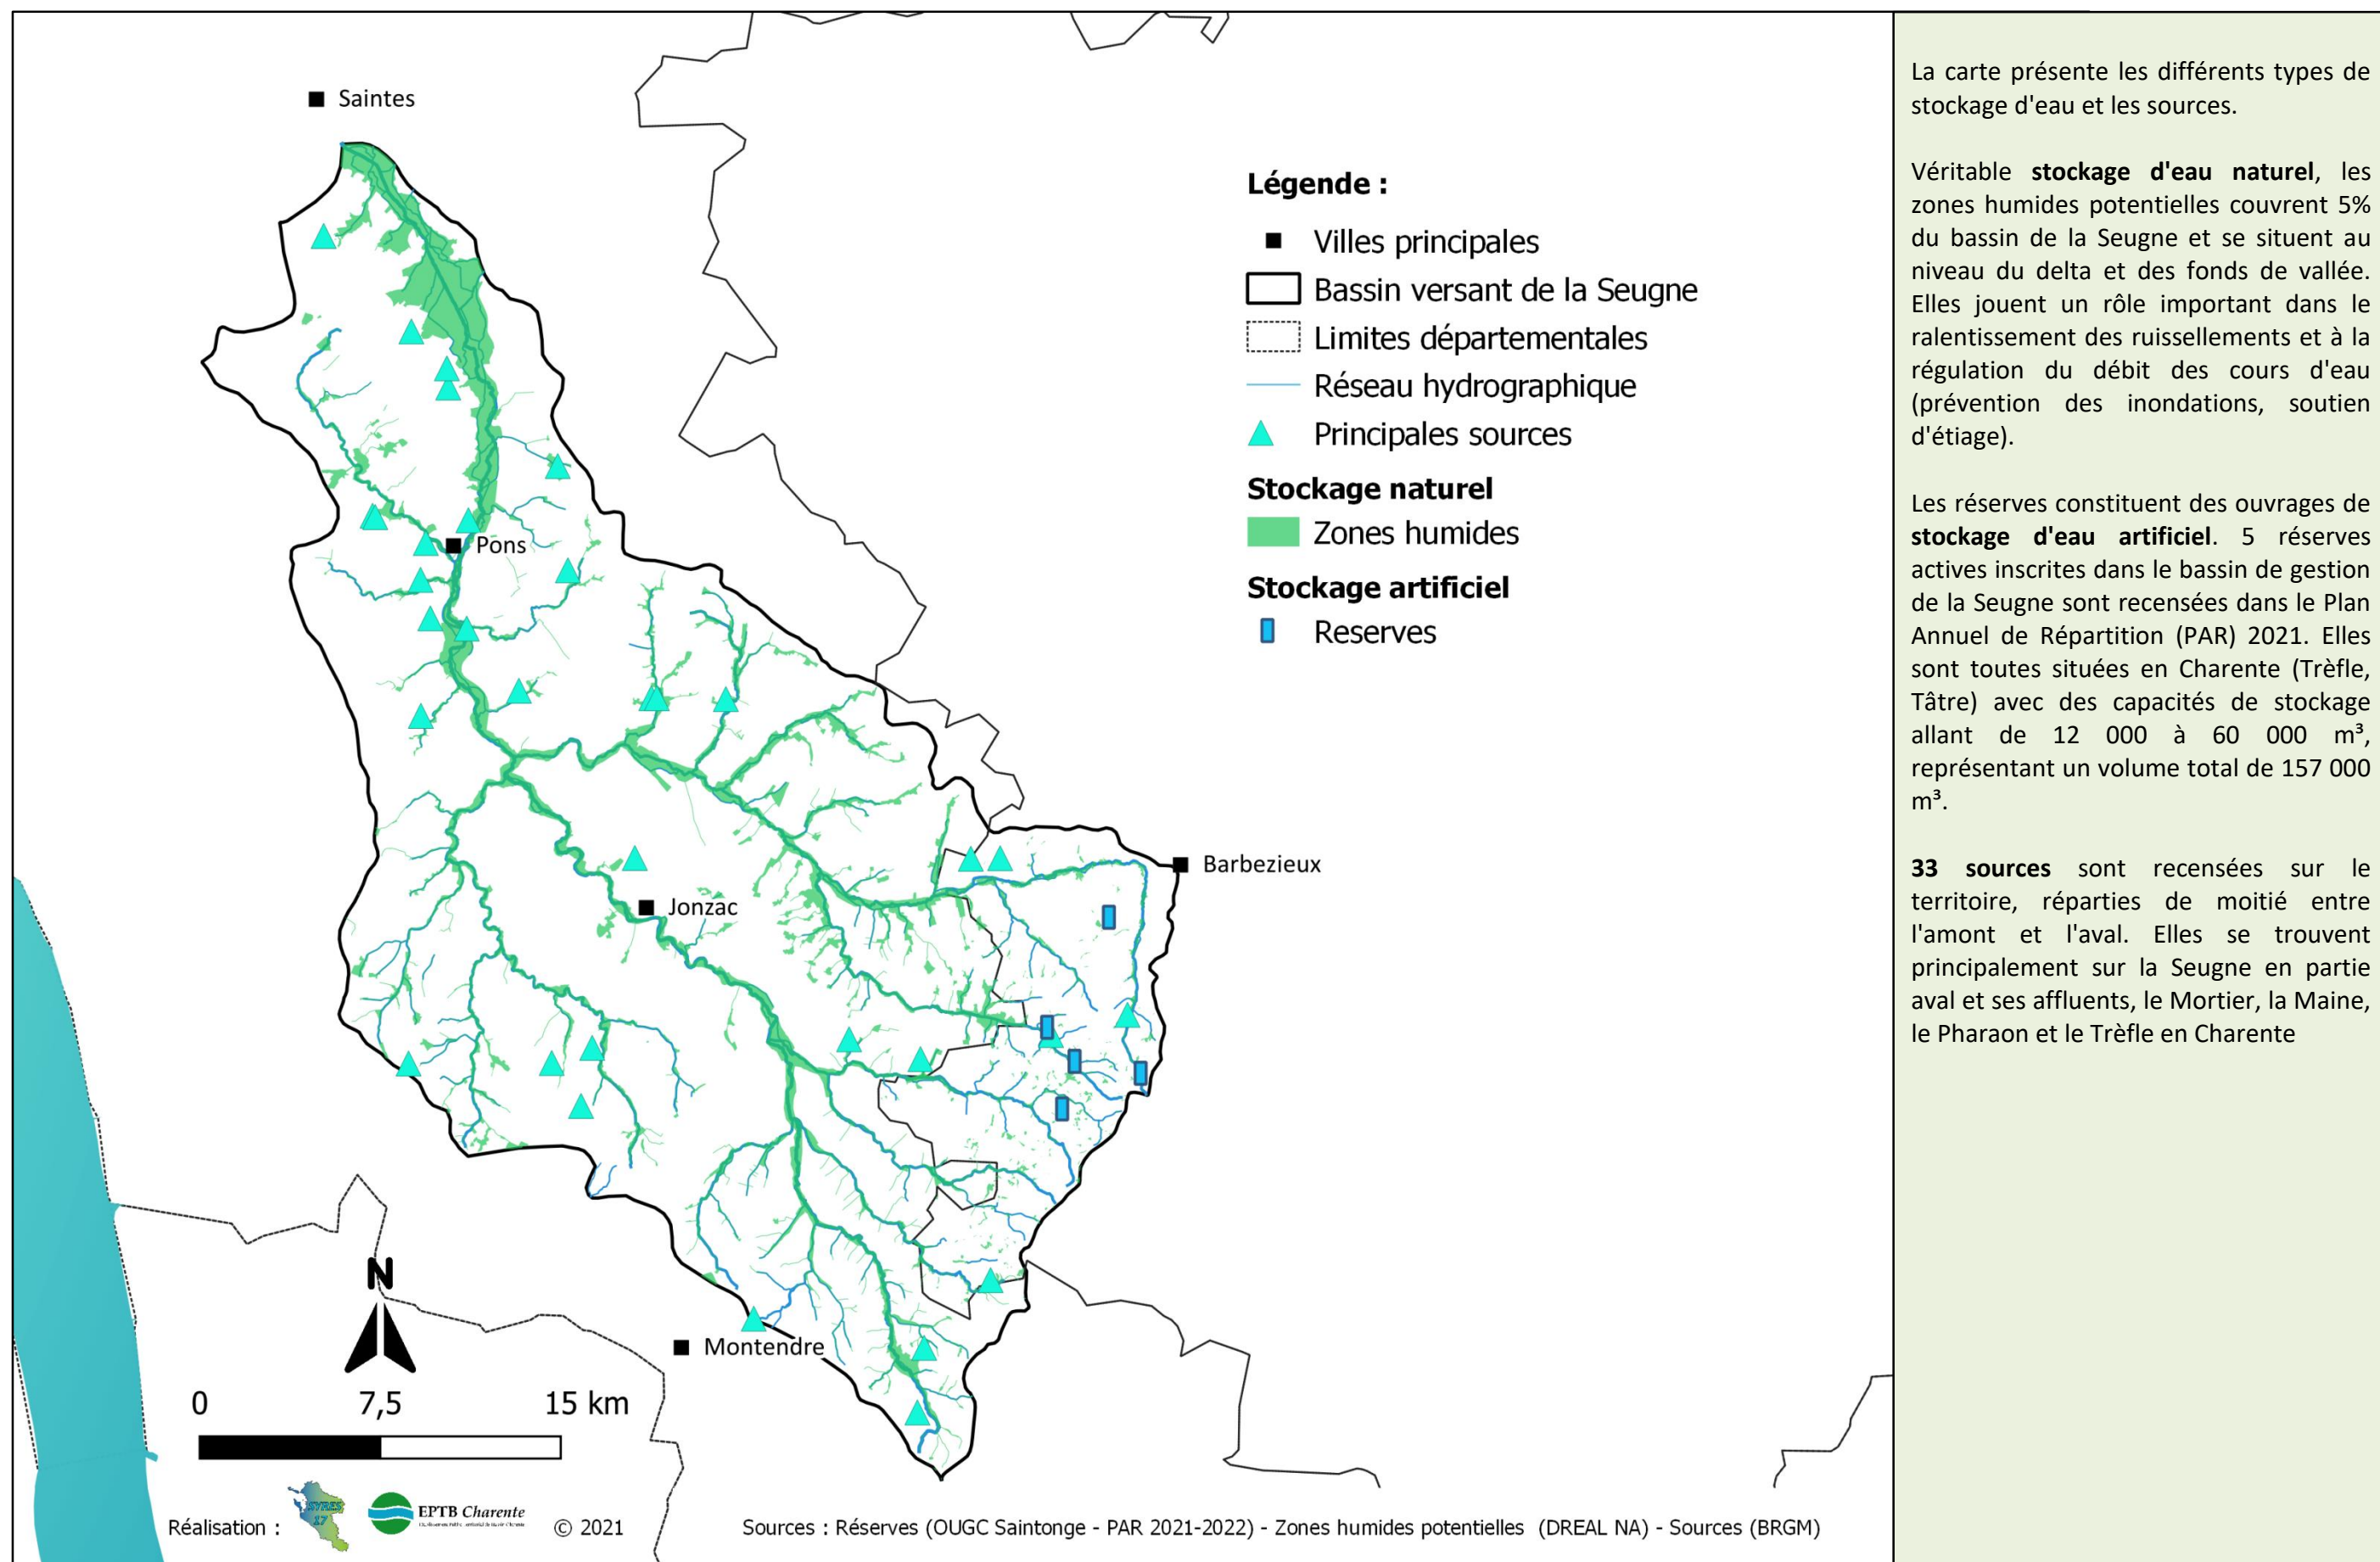 Saintes
Pons
Jonzac
Barbezieux
Montendre
Légende :
Villes principales
Bassin versant de la Seugne
Limites départementales
Réseau hydrographique
Principales sources
Stockage naturel
Zones humides
Stockage artificiel
Reserves
N
0 7,5 15 km
Réalisation :
SYRES 17
EPTB Charente
© 2021
Sources : Réserves (OUGC Saintonge - PAR 2021-2022) - Zones humides potentielles (DREAL NA) - Sources (BRGM)
La carte présente les différents types de
stockage d'eau et les sources.
Véritable stockage d'eau naturel, les
zones humides potentielles couvrent 5%
du bassin de la Seugne et se situent au
niveau du delta et des fonds de vallée.
Elles jouent un rôle important dans le
ralentissement des ruissellements et à la
régulation du débit des cours d'eau
(prévention des inondations, soutien
d'étiage).
Les réserves constituent des ouvrages de
stockage d'eau artificiel. 5 réserves
actives inscrites dans le bassin de gestion
de la Seugne sont recensées dans le Plan
Annuel de Répartition (PAR) 2021. Elles
sont toutes situées en Charente (Trèfle,
Tâtre) avec des capacités de stockage
allant de 12 000 à 60 000 m³,
représentant un volume total de 157 000
m³.
33 sources sont recensées sur le
territoire, réparties de moitié entre
l'amont et l'aval. Elles se trouvent
principalement sur la Seugne en partie
aval et ses affluents, le Mortier, la Maine,
le Pharaon et le Trèfle en Charente